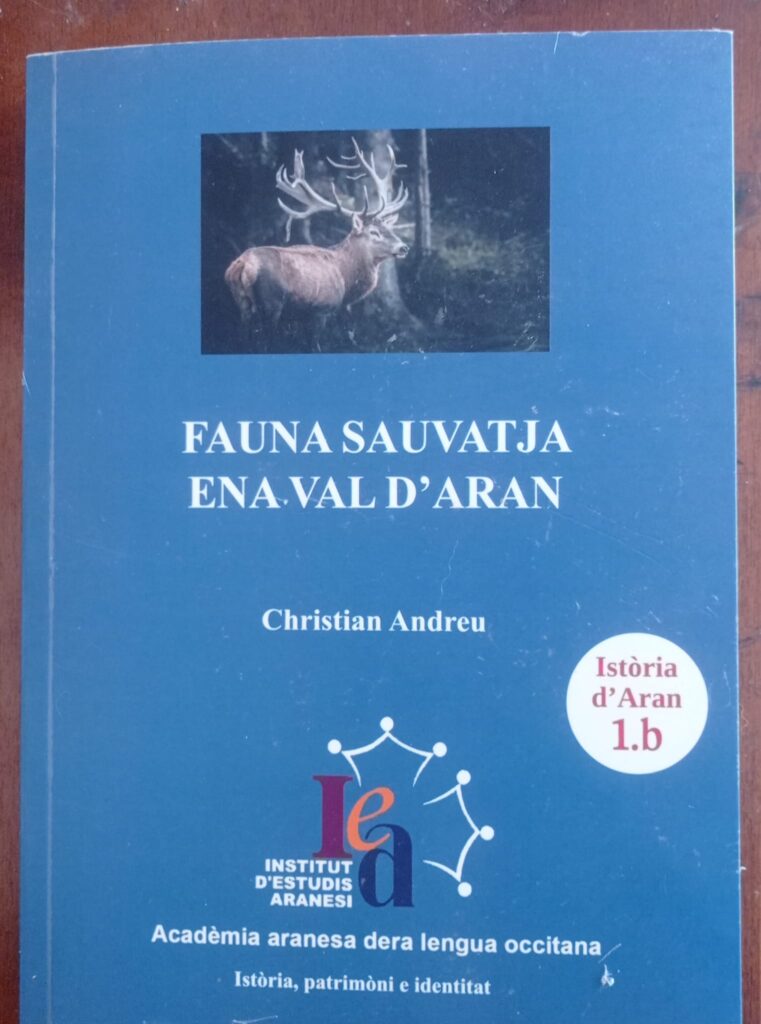 FAUNA SAUVATJA
ENA VAL D'ARAN
Christian Andreu
Istòria
d'Aran
1.b
Iea
INSTITUT
D'ESTUDIS
ARANESI
Acadèmia aranesa dera lengua occitana
Istòria, patrimòni e identitat